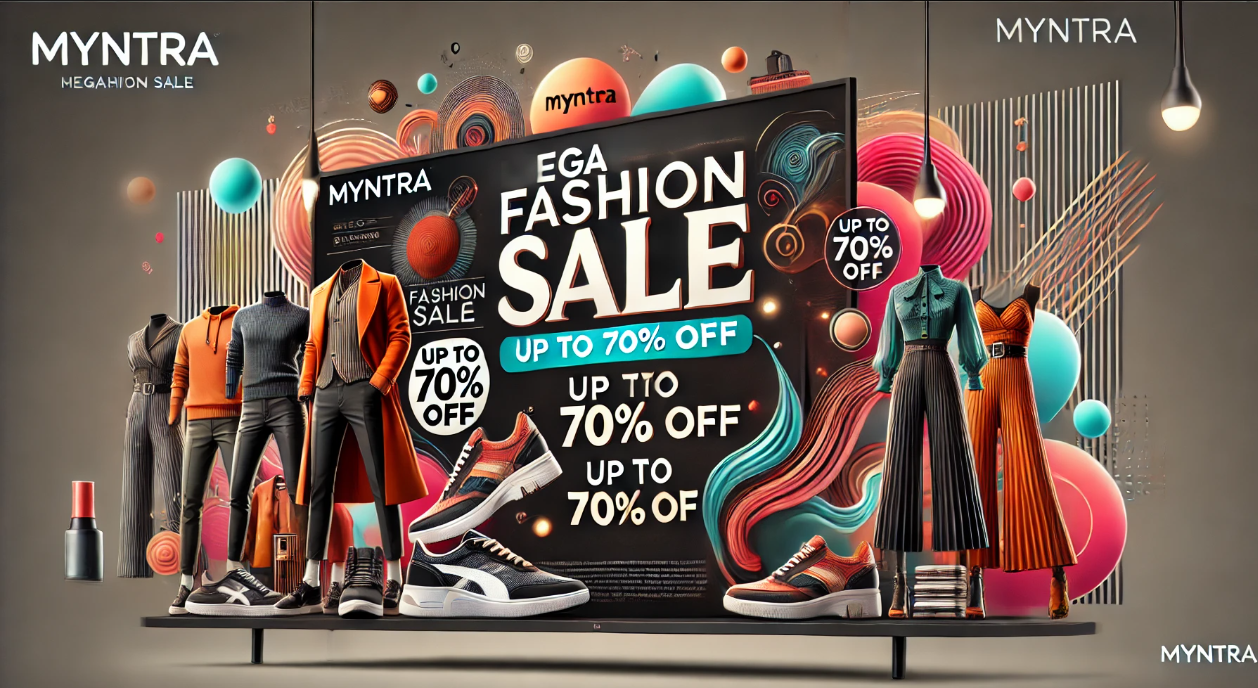 MYNTRA
MEGAHION SALE
MYNTRA
myntra
MYNTRA
EGA
FASHION
SALE
UP TO 70% OFF
UP TTO
70% OFF
UP TO
70% OF
FASHION
SALE
UP TO
70%
OFF
UP TO
70%
OFF
MYNTRA